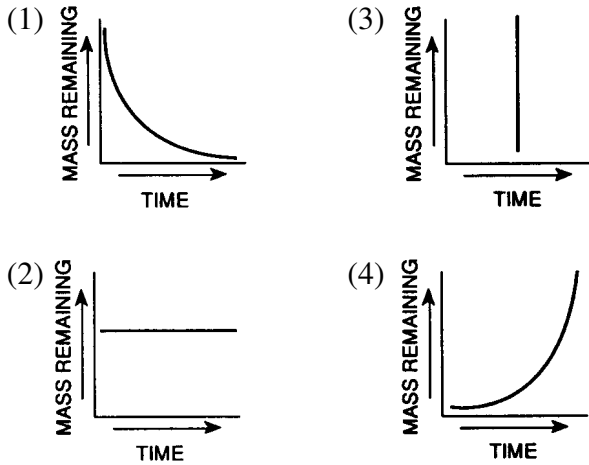 (1)
MASS REMAINING
TIME
(3)
MASS REMAINING
TIME
(2)
MASS REMAINING
TIME
(4)
MASS REMAINING
TIME